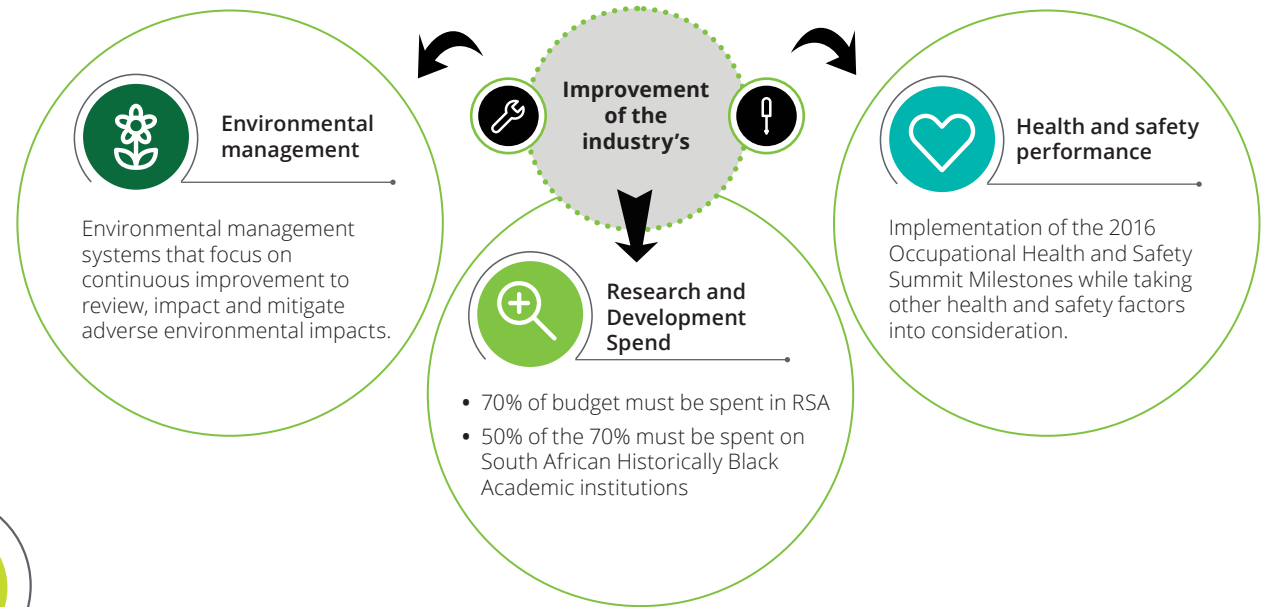 Improvement
of the
industry's
Environmental
management
Environmental management
systems that focus on
continuous improvement to
review, impact and mitigate
adverse environmental impacts.
Research and
Development
Spend
• 70% of budget must be spent in RSA
• 50% of the 70% must be spent on
South African Historically Black
Academic institutions
Health and safety
performance
Implementation of the 2016
Occupational Health and Safety
Summit Milestones while taking
other health and safety factors
into consideration.